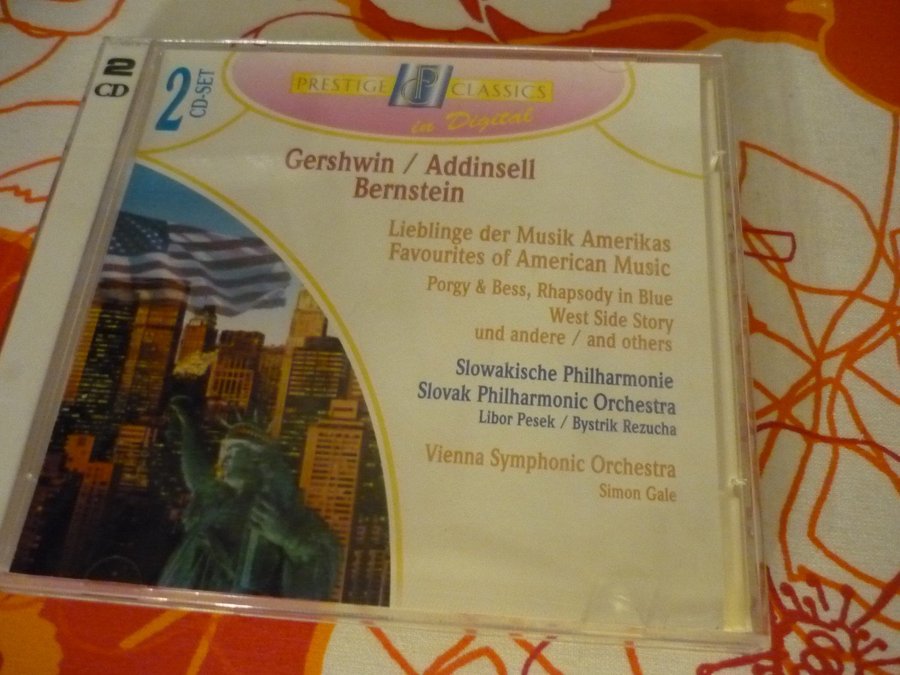 2
CD
2
CD-SET
PRESTIGE CP CLASSICS
in Digital
Gershwin / Addinsell
Bernstein
Lieblinge der Musik Amerikas
Favourites of American Music
Porgy & Bess, Rhapsody in Blue
West Side Story
und andere / and others
Slowakische Philharmonie
Slovak Philharmonic Orchestra
Libor Pesek / Bystrik Rezucha
Vienna Symphonic Orchestra
Simon Gale